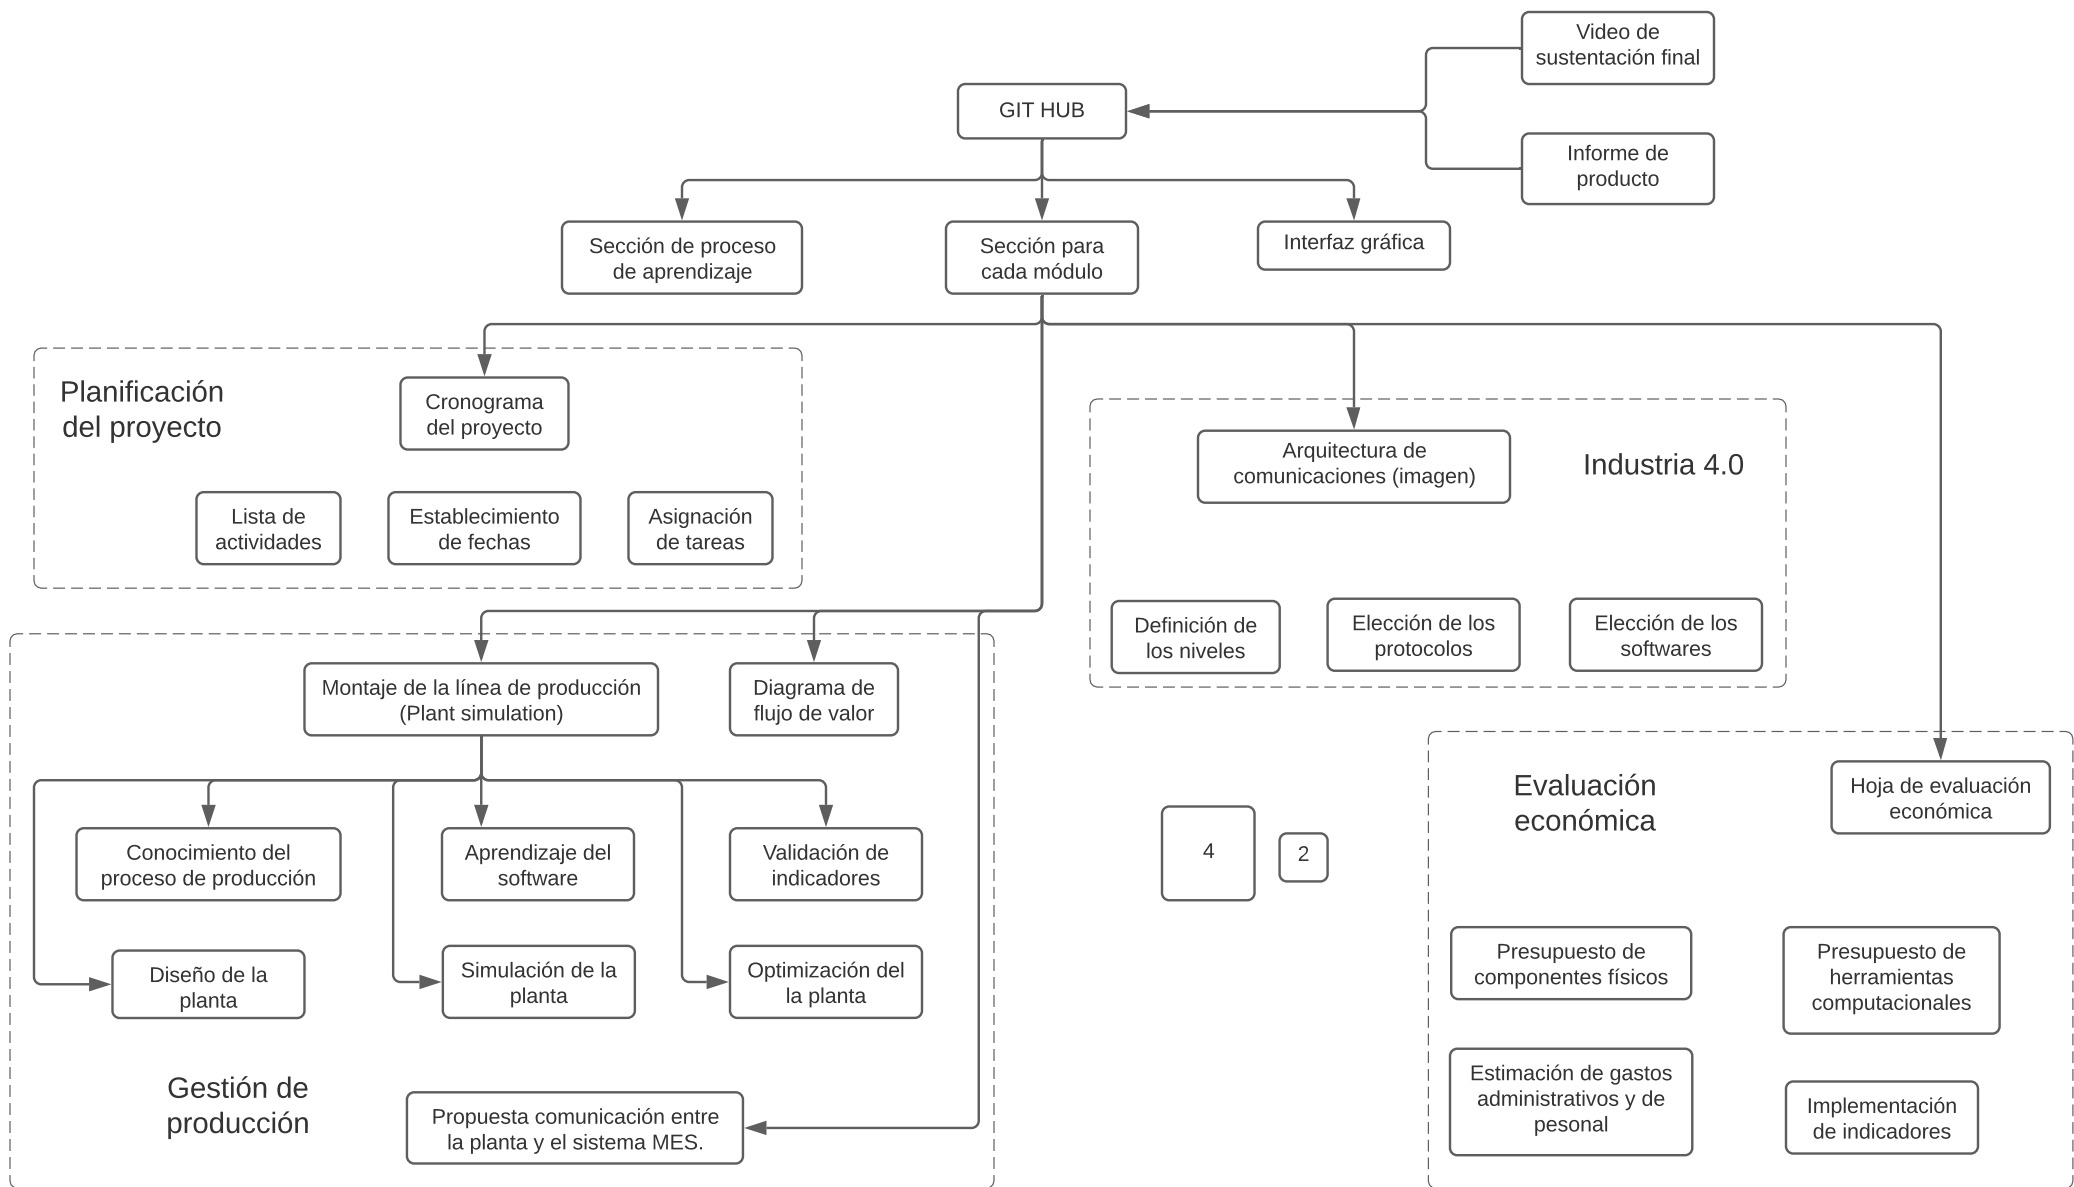 Video de
sustentación final
GIT HUB
Informe de
producto
Sección de proceso
de aprendizaje
Sección para
cada módulo
Interfaz gráfica
Planificación
del proyecto
Cronograma
del proyecto
Lista de
actividades
Establecimiento
de fechas
Asignación
de tareas
Arquitectura de
comunicaciones (imagen)
Industria 4.0
Definición de
los niveles
Elección de los
protocolos
Elección de los
softwares
Montaje de la línea de producción
(Plant simulation)
Diagrama de
flujo de valor
Conocimiento del
proceso de producción
Aprendizaje del
software
Validación de
indicadores
Diseño de la
planta
Simulación de la
planta
Optimización del
la planta
Gestión de
producción
Propuesta comunicación entre
la planta y el sistema MES.
4
2
Evaluación
económica
Hoja de evaluación
económica
Presupuesto de
componentes físicos
Presupuesto de
herramientas
computacionales
Estimación de gastos
administrativos y de
pesonal
Implementación
de indicadores